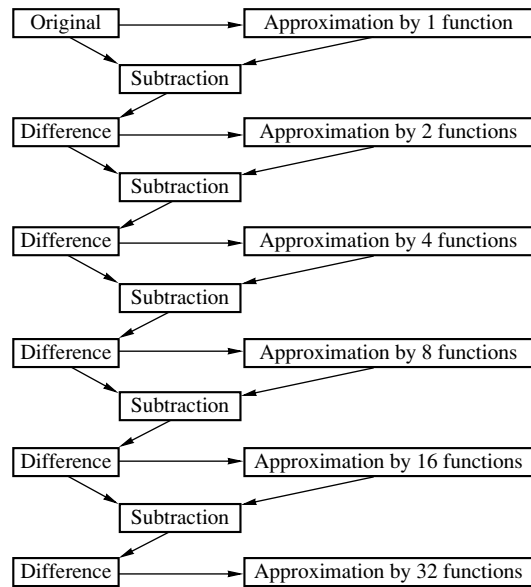 Original
Approximation by 1 function
Subtraction
Difference
Approximation by 2 functions
Subtraction
Difference
Approximation by 4 functions
Subtraction
Difference
Approximation by 8 functions
Subtraction
Difference
Approximation by 16 functions
Subtraction
Difference
Approximation by 32 functions